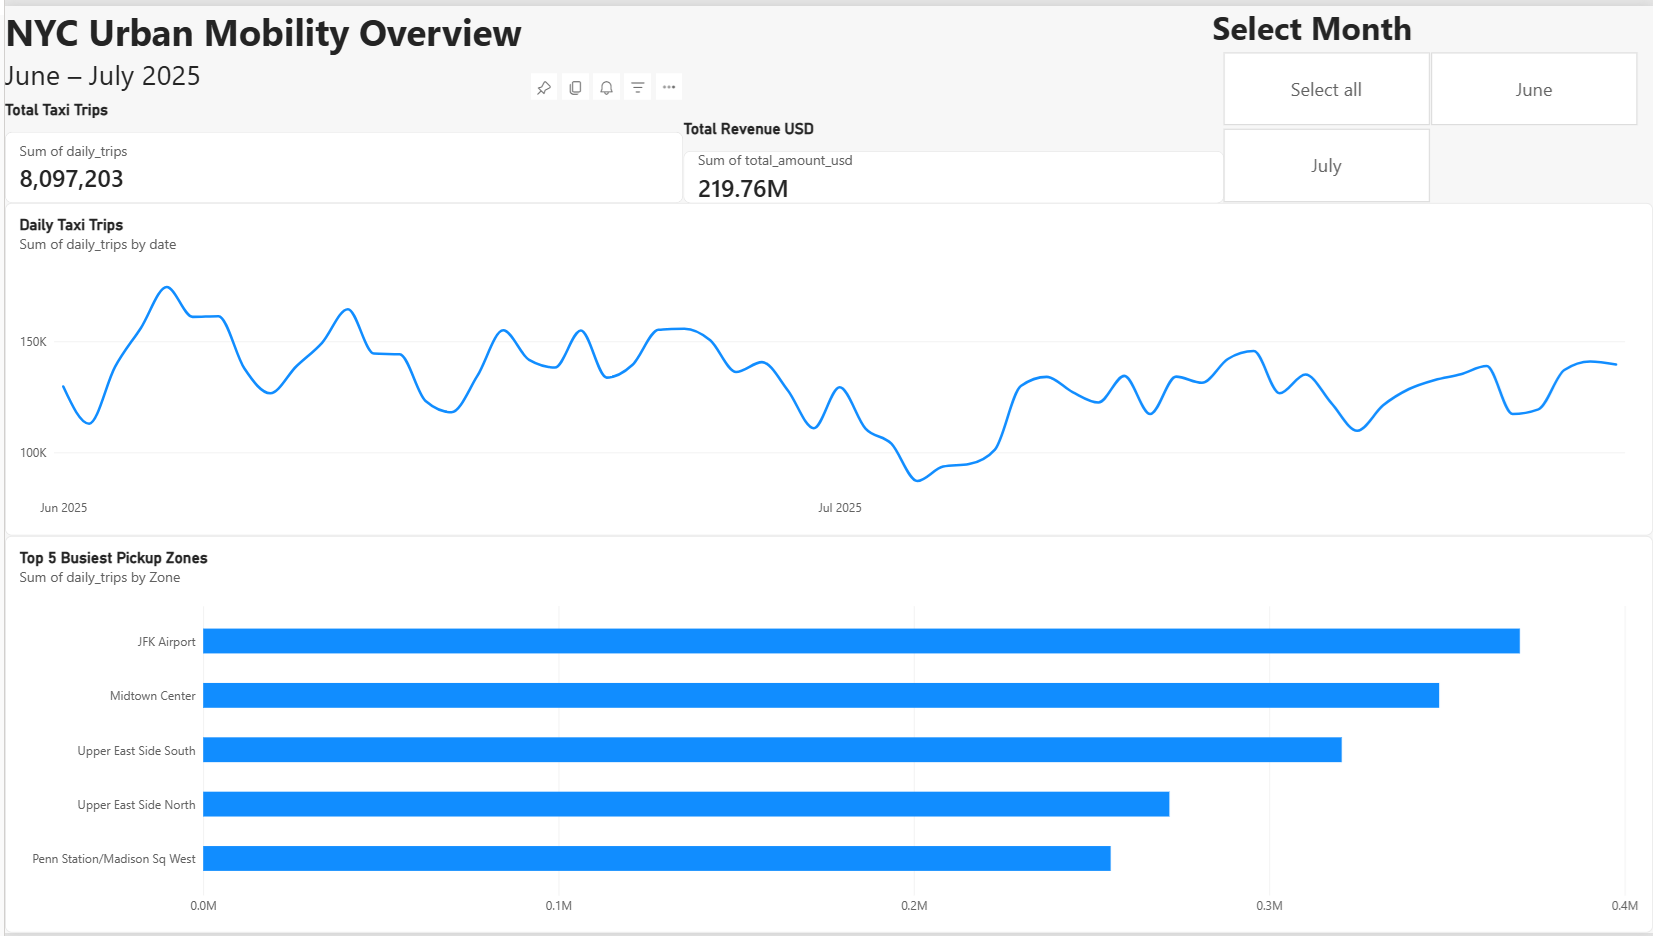 NYC Urban Mobility Overview
June – July 2025
Total Taxi Trips
Sum of daily_trips
8,097,203
Total Revenue USD
Sum of total_amount_usd
219.76M
Select Month
Select all
June
July
Daily Taxi Trips
Sum of daily_trips by date
150K
100K
Jun 2025
Jul 2025
Top 5 Busiest Pickup Zones
Sum of daily_trips by Zone
JFK Airport
Midtown Center
Upper East Side South
Upper East Side North
Penn Station/Madison Sq West
0.0M
0.1M
0.2M
0.3M
0.4M